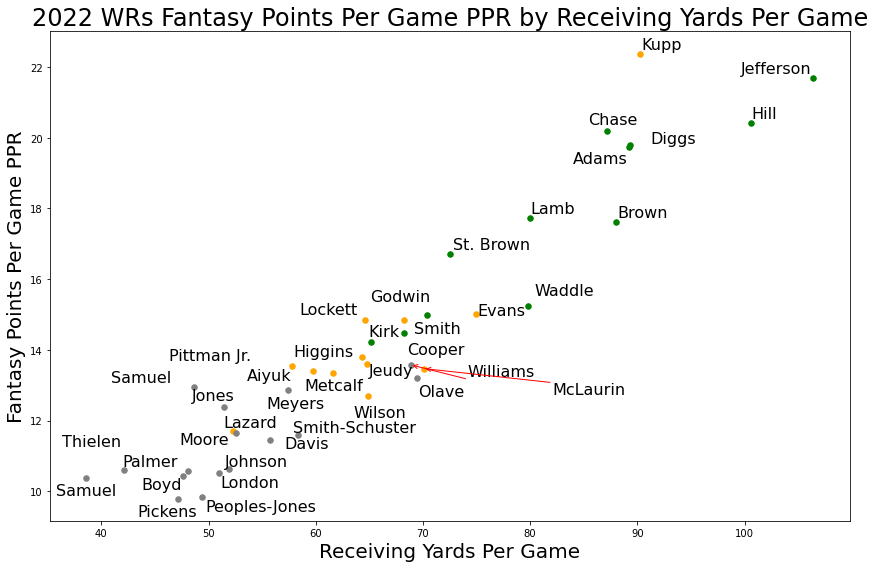 2022 WRs Fantasy Points Per Game PPR by Receiving Yards Per Game
Kupp
Jefferson
Hill
Chase
Diggs
Adams
Lamb
Brown
St. Brown
Waddle
Godwin
Lockett
Evans
Kirk
Smith
Cooper
Higgins
Pittman Jr.
Jeudy
Williams
Samuel
Aiyuk
Metcalf
McLaurin
Olave
Jones
Meyers
Wilson
Lazard
Smith-Schuster
Moore
Davis
Thielen
Palmer
Johnson
Boyd
London
Samuel
Pickens
Peoples-Jones
22
20
18
16
14
12
10
Fantasy Points Per Game PPR
40 50 60 70 80 90 100
Receiving Yards Per Game